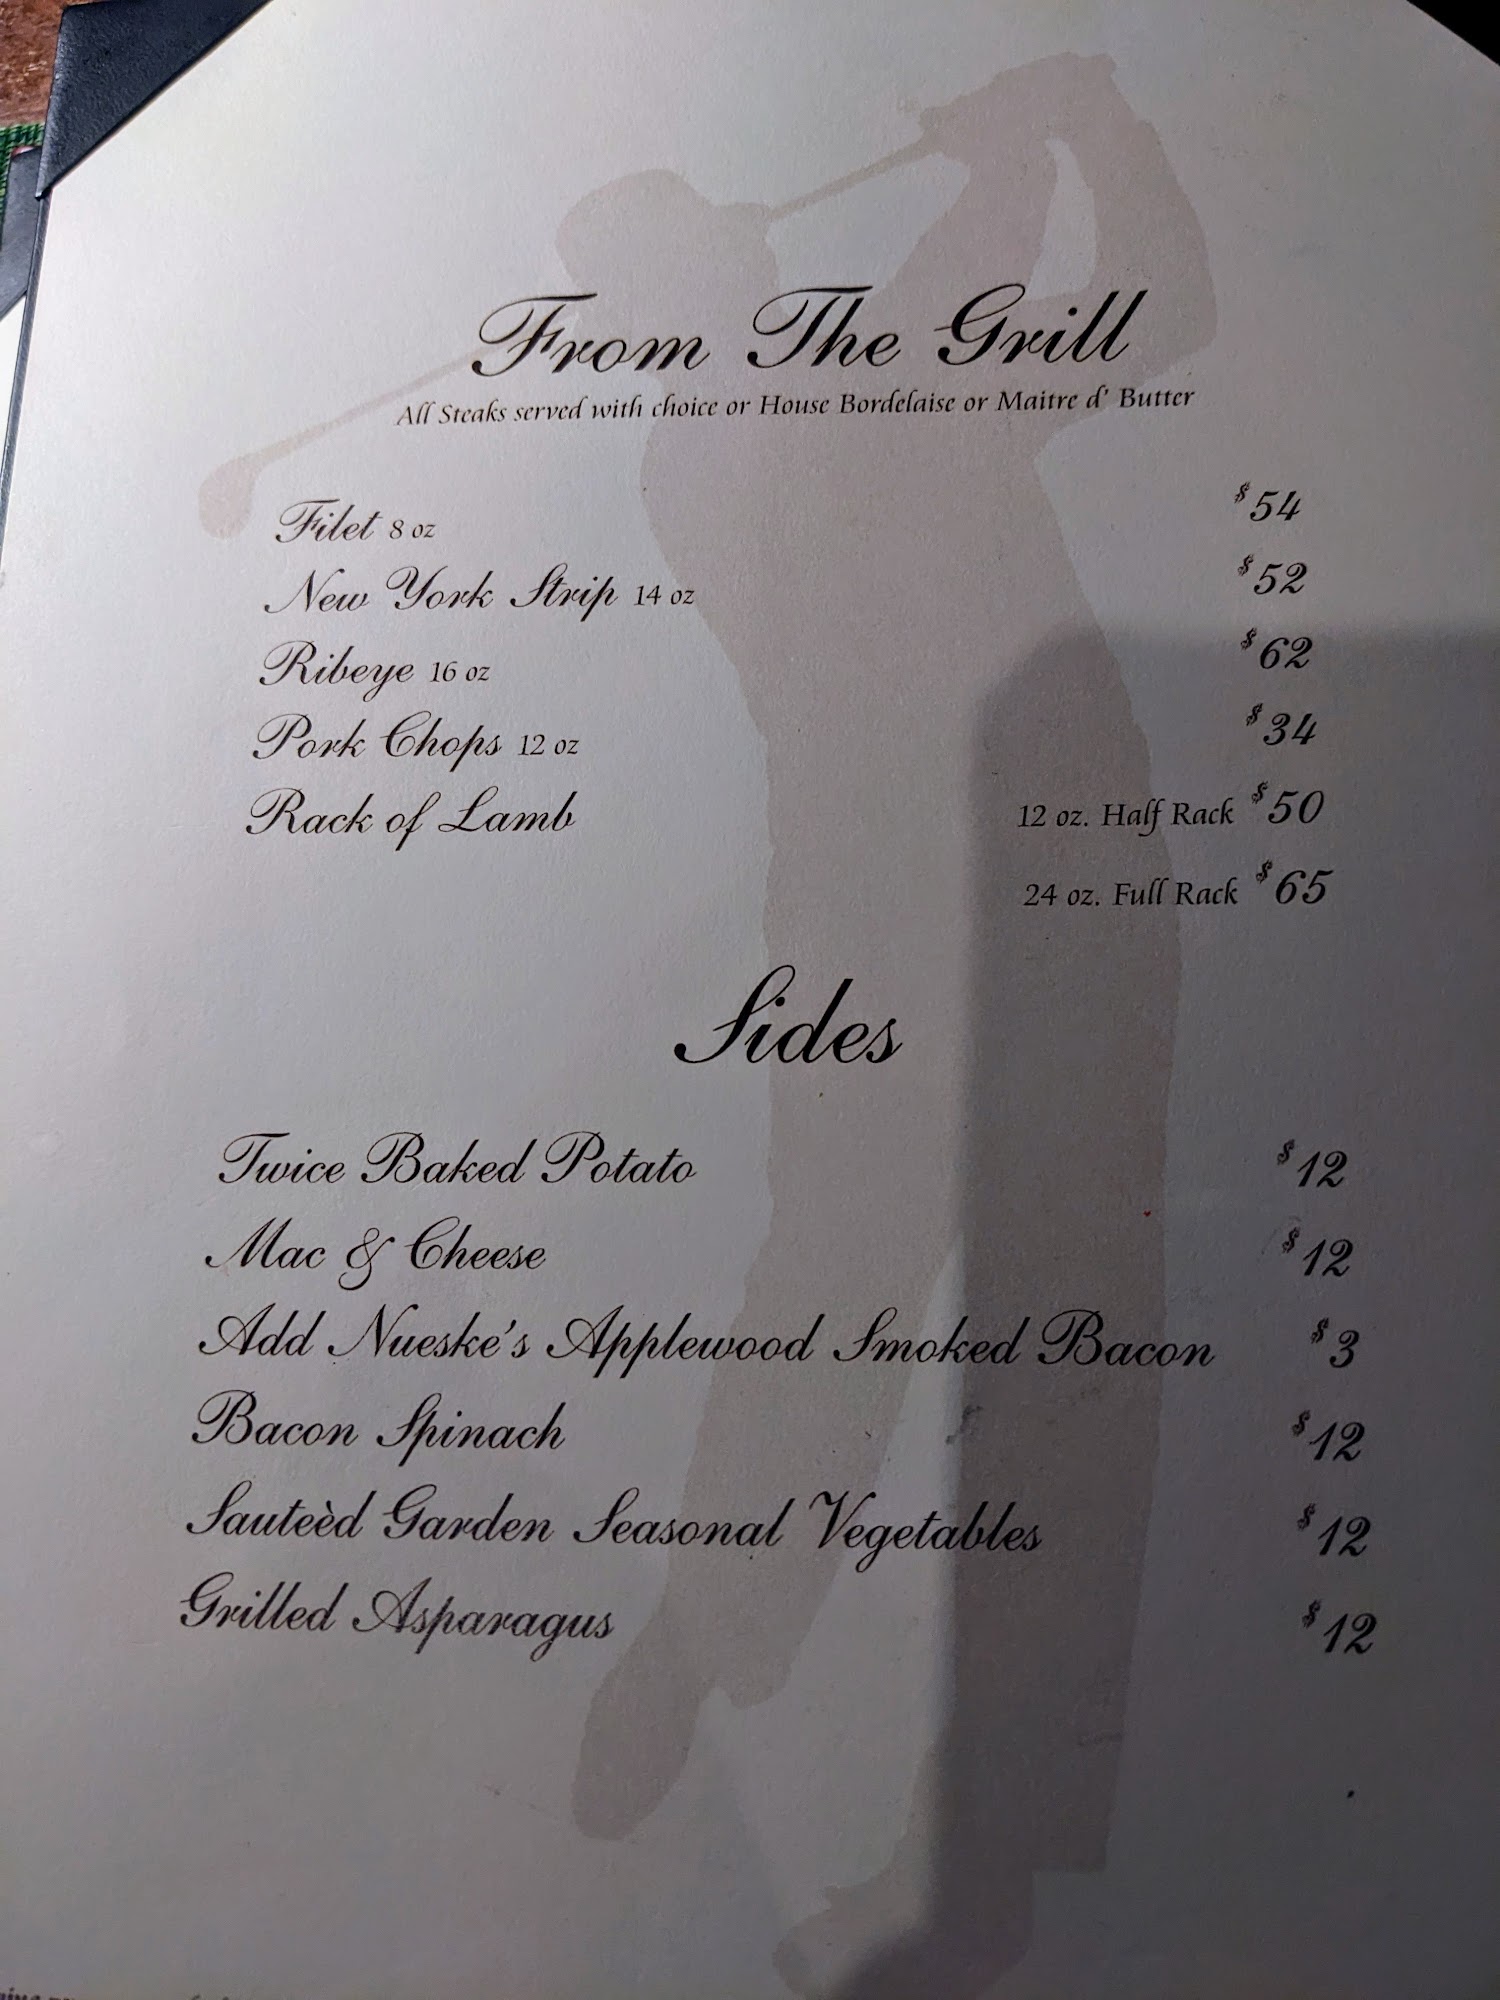 From The Grill
All Steaks served with choice or House Bordelaise or Maitre d' Butter
Filet 8 oz $54
New York Strip 14 oz $52
Ribeye 16 oz $62
Pork Chops 12 oz $34
Rack of Lamb 12 oz. Half Rack $50
24 oz. Full Rack $65
Sides
Twice Baked Potato $12
Mac & Cheese $12
Add Nueske's Applewood Smoked Bacon $3
Bacon Spinach $12
Sauteèd Garden Seasonal Vegetables $12
Grilled Asparagus $12